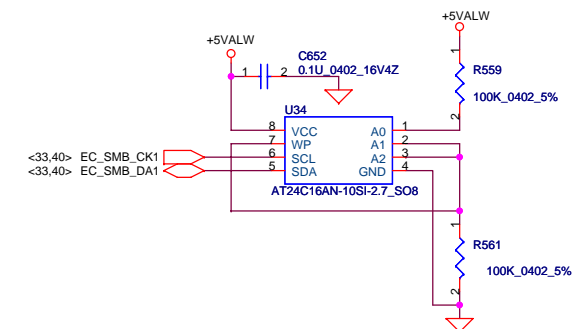 +5VALW
+5VALW
C652
0.1U_0402_16V4Z
1 2
1
R559
100K_0402_5%
2
U34
8 VCC A0 1
7 WP A1 2
<33,40> EC_SMB_CK1 6 SCL A2 3
<33,40> EC_SMB_DA1 5 SDA GND 4
AT24C16AN-10SI-2.7_SO8
1
R561
100K_0402_5%
2